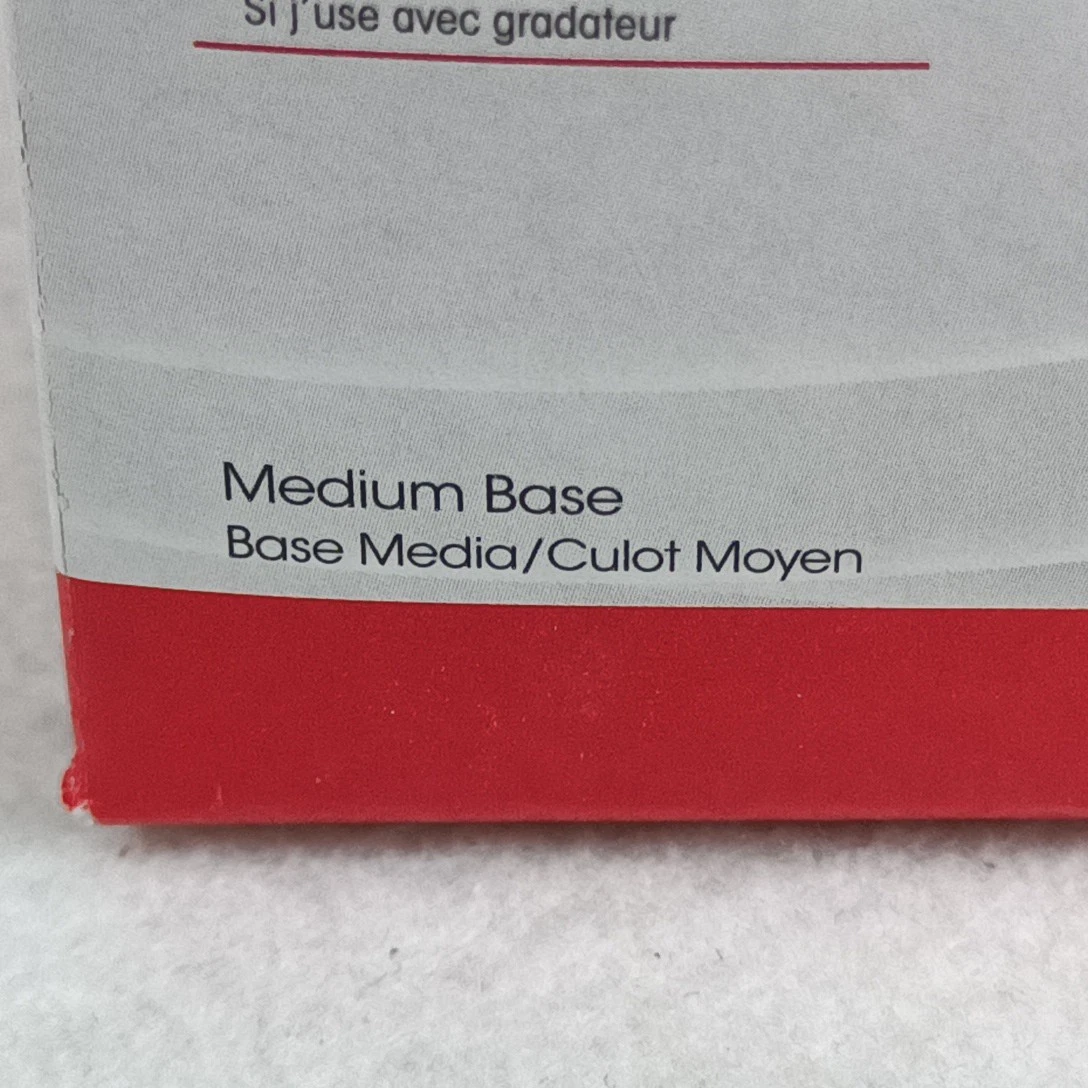 Si j'use avec gradateur
Medium Base
Base Media/Culot Moyen